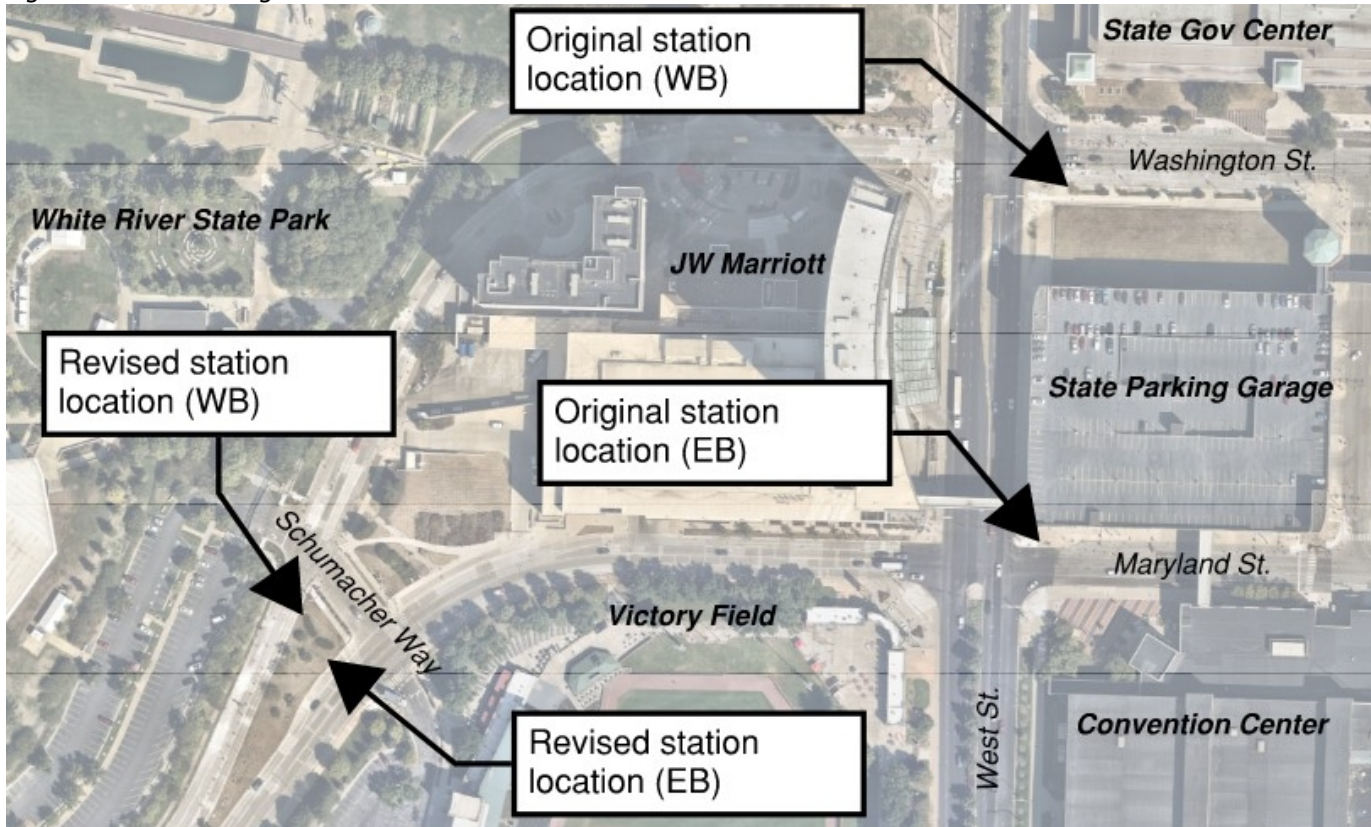 Original station
location (WB)
State Gov Center
Washington St.
White River State Park
JW Marriott
Revised station
location (WB)
Original station
location (EB)
State Parking Garage
Schumacher Way
Maryland St.
Victory Field
Revised station
location (EB)
West St.
Convention Center